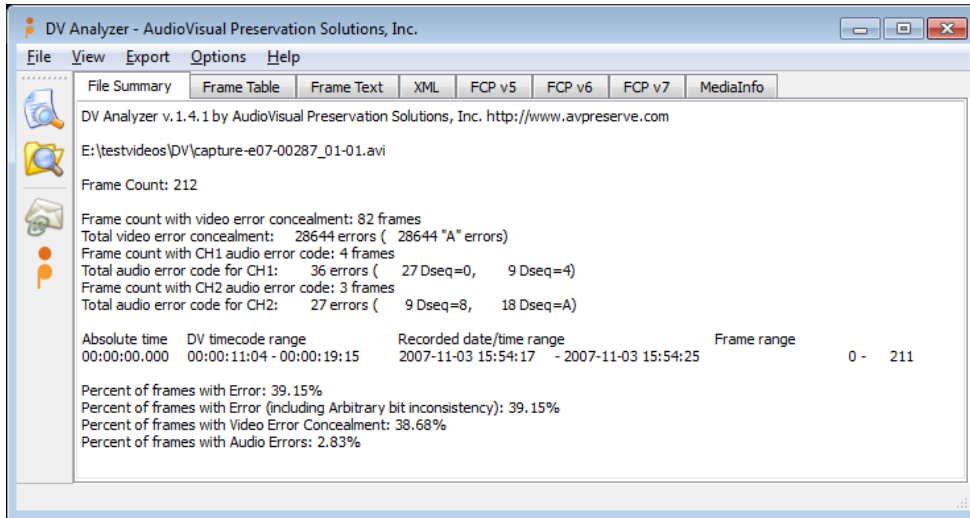 DV Analyzer - AudioVisual Preservation Solutions, Inc.
File View Export Options Help
File Summary Frame Table Frame Text XML FCP v5 FCP v6 FCP v7 MediaInfo
DV Analyzer v.1.4.1 by AudioVisual Preservation Solutions, Inc. http://www.avpreserve.com
E:\testvideos\DV\capture-e07-00287_01-01.avi
Frame Count: 212
Frame count with video error concealment: 82 frames
Total video error concealment: 28644 errors ( 28644 "A" errors)
Frame count with CH1 audio error code: 4 frames
Total audio error code for CH1: 36 errors ( 27 Dseq=0, 9 Dseq=4)
Frame count with CH2 audio error code: 3 frames
Total audio error code for CH2: 27 errors ( 9 Dseq=8, 18 Dseq=A)
Absolute time DV timecode range Recorded date/time range Frame range
00:00:00.000 00:00:11:04 - 00:00:19:15 2007-11-03 15:54:17 - 2007-11-03 15:54:25 0 - 211
Percent of frames with Error: 39.15%
Percent of frames with Error (including Arbitrary bit inconsistency): 39.15%
Percent of frames with Video Error Concealment: 38.68%
Percent of frames with Audio Errors: 2.83%